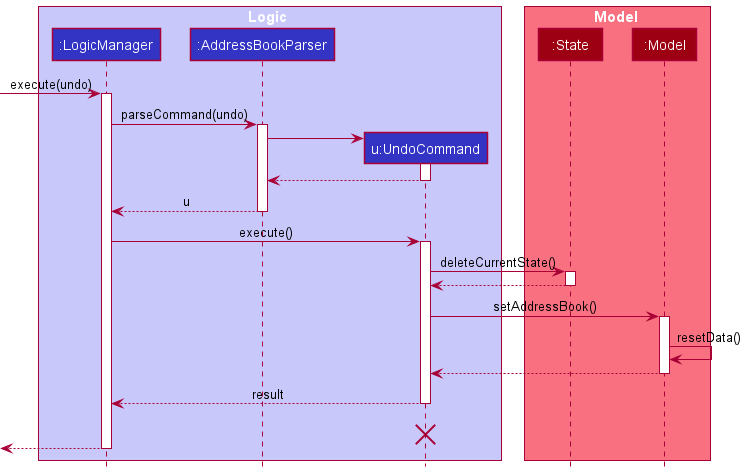 Logic
Model
:LogicManager
:AddressBookParser
:State
:Model
execute(undo)
parseCommand(undo)
u:UndoCommand
u
execute()
deleteCurrentState()
setAddressBook()
resetData()
result